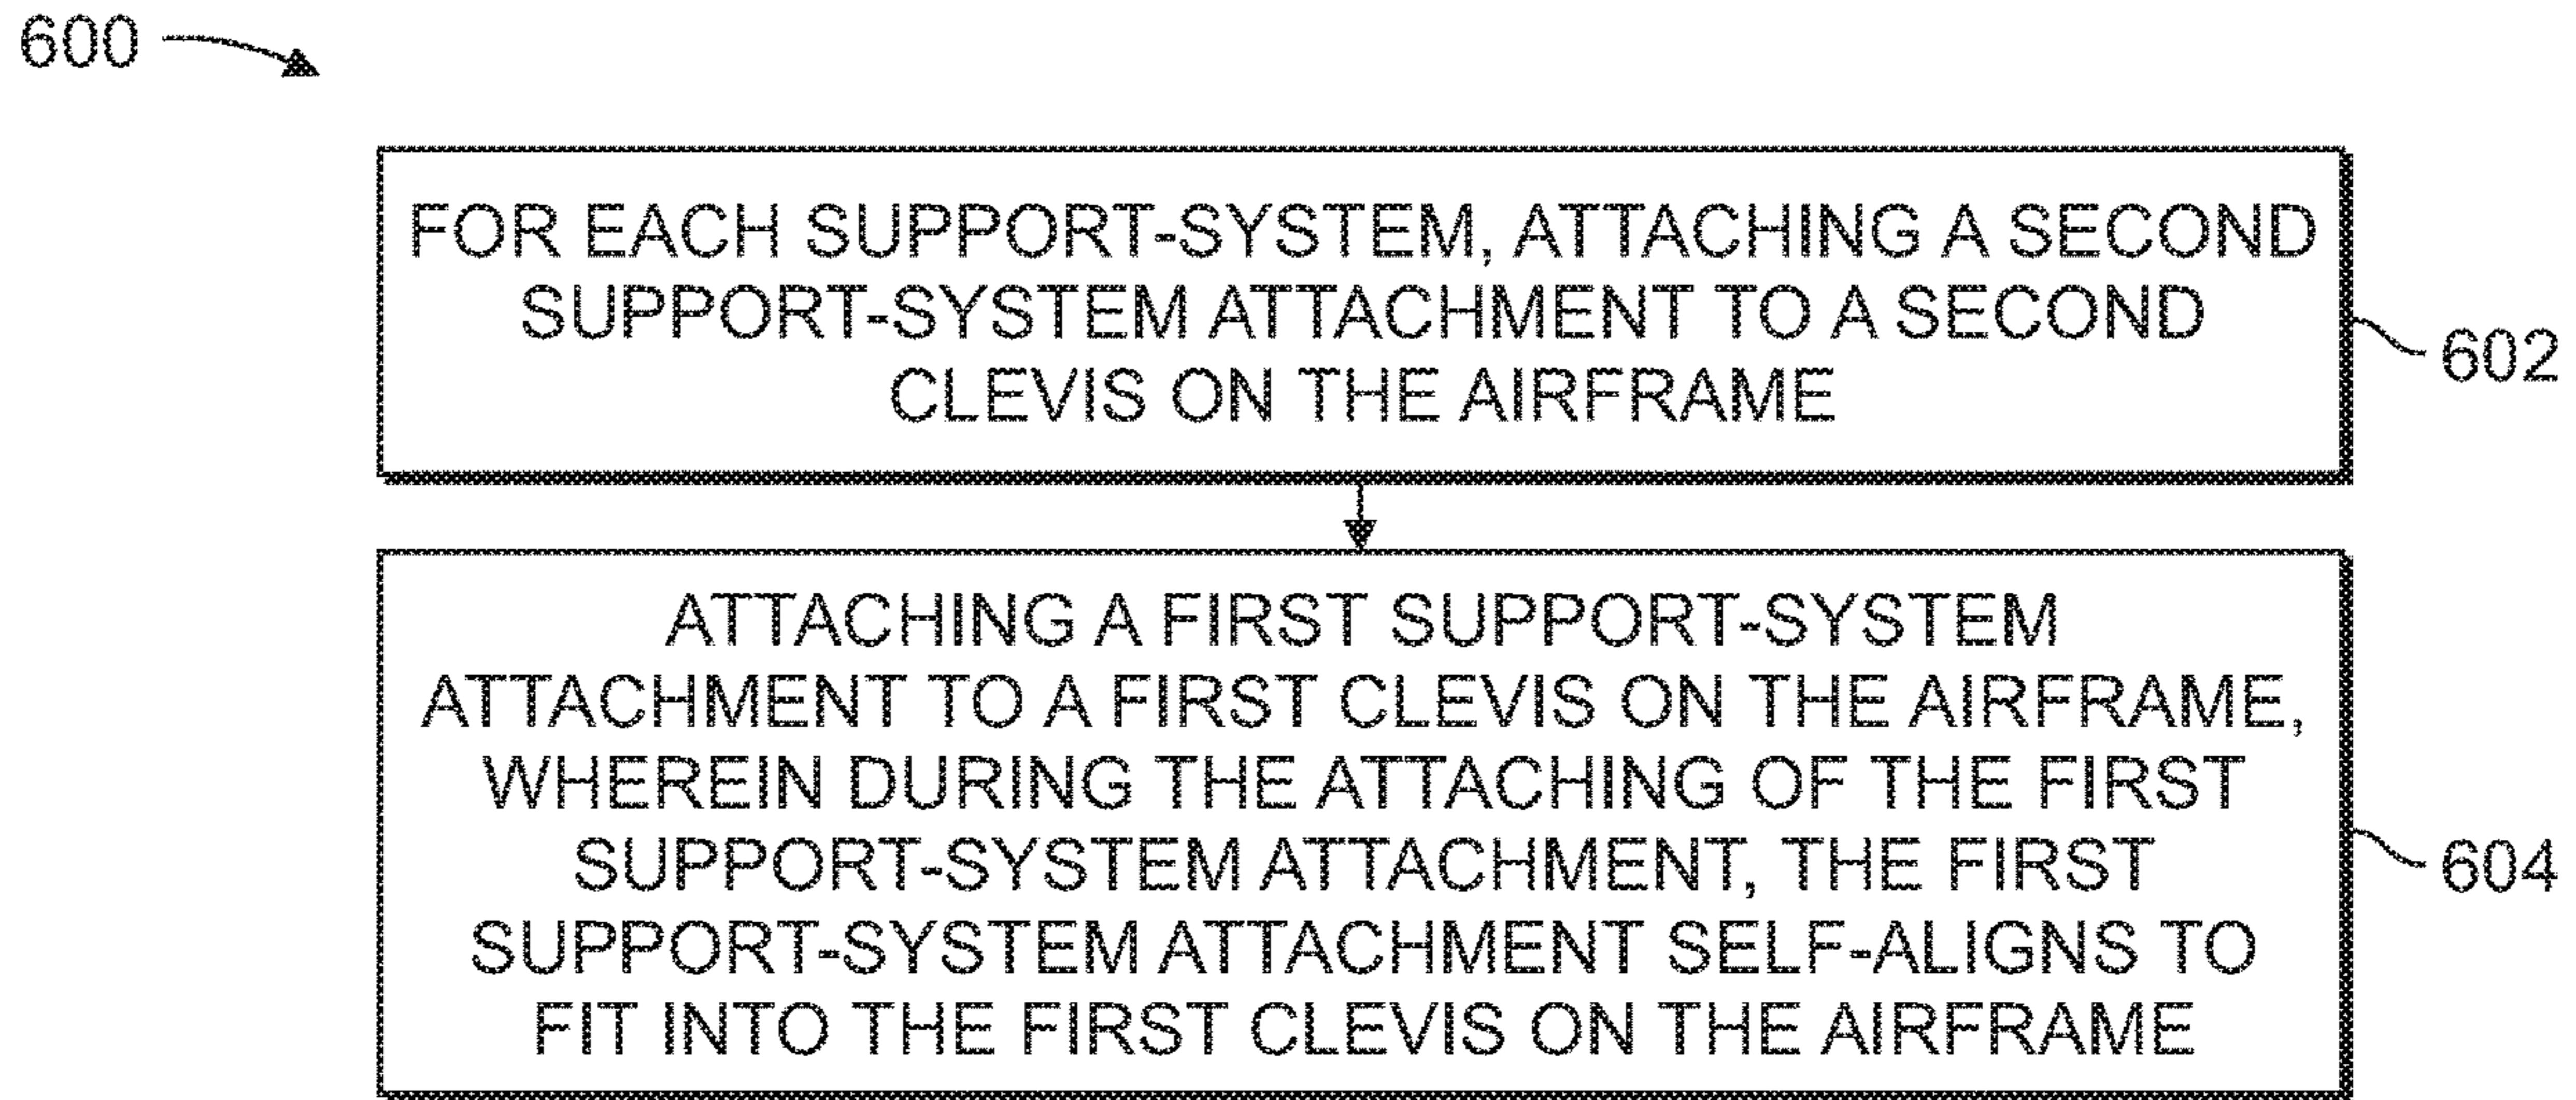 600
FOR EACH SUPPORT-SYSTEM, ATTACHING A SECOND
SUPPORT-SYSTEM ATTACHMENT TO A SECOND
CLEVIS ON THE AIRFRAME
602
ATTACHING A FIRST SUPPORT-SYSTEM
ATTACHMENT TO A FIRST CLEVIS ON THE AIRFRAME,
WHEREIN DURING THE ATTACHING OF THE FIRST
SUPPORT-SYSTEM ATTACHMENT, THE FIRST
SUPPORT-SYSTEM ATTACHMENT SELF-ALIGNS TO
FIT INTO THE FIRST CLEVIS ON THE AIRFRAME
604